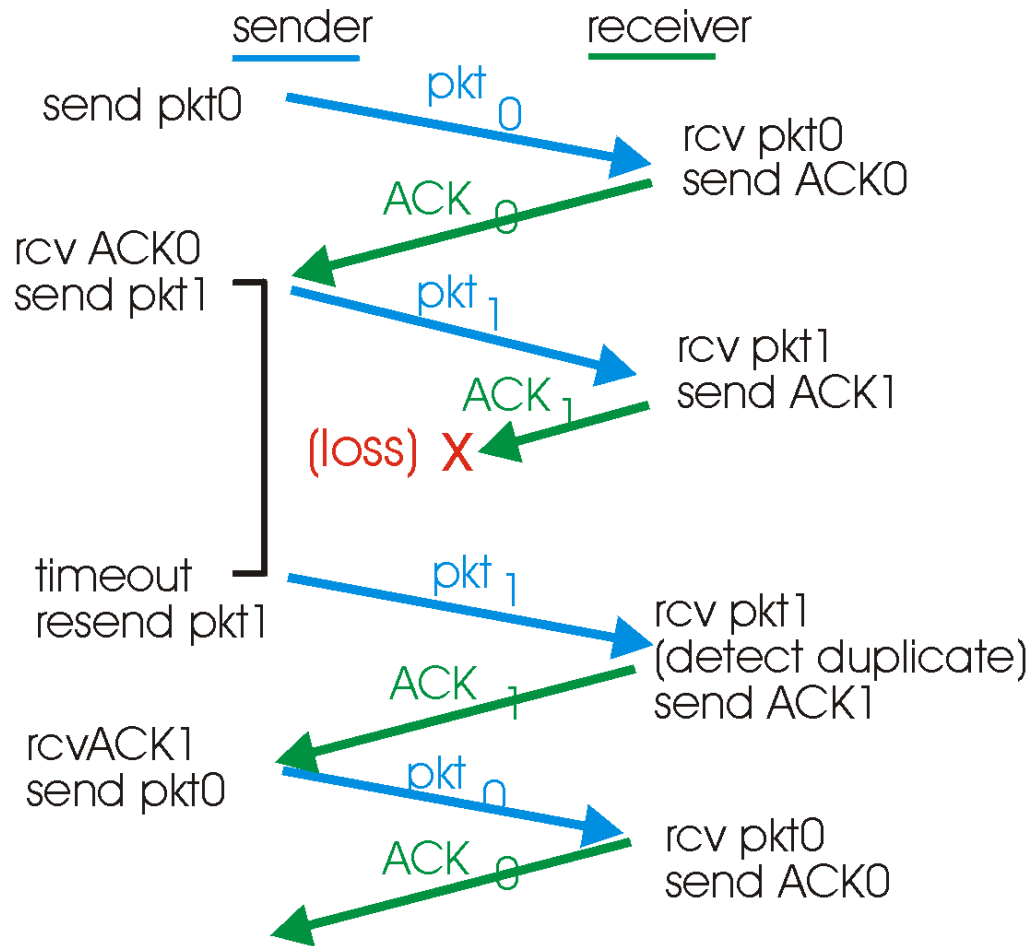 sender
receiver
send pkt0
pkt 0
rcv pkt0
send ACK0
ACK 0
rcv ACK0
send pkt1
pkt 1
rcv pkt1
send ACK1
ACK 1
(loss) X
timeout
resend pkt1
pkt 1
rcv pkt1
(detect duplicate)
send ACK1
ACK 1
rcvACK1
send pkt0
pkt 0
rcv pkt0
send ACK0
ACK 0